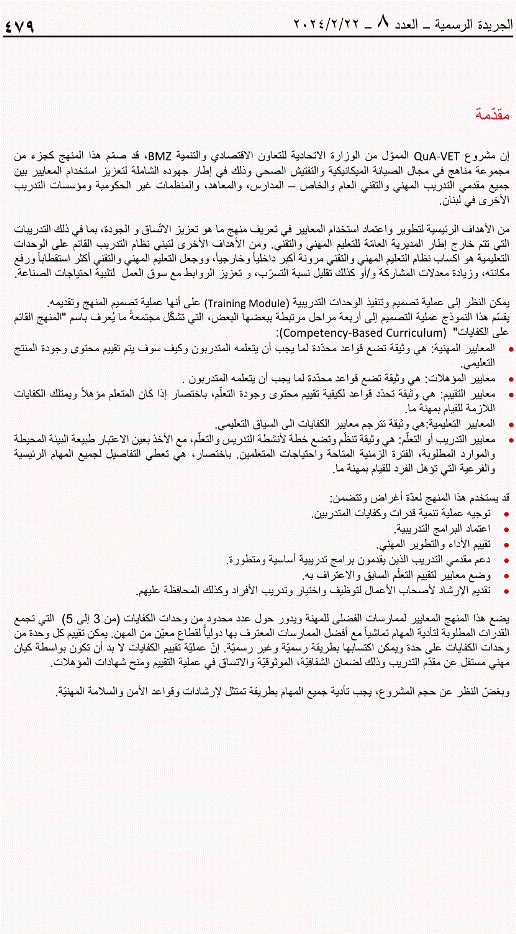 الجريدة الرسمية – العدد ٨ – ٢٠٢٤/٢/٢٢
٤٧٩
مقدّمة
إن مشروع QuA-VET الممول من الوزارة الاتحادية للتعاون الاقتصادي والتنمية BMZ، قد صمّم هذا المنهج كجزء من
مجموعة مناهج في مجال الصيانة الميكانيكية والتفتيش الصحي وذلك في إطار جهوده الشاملة لتعزيز استخدام المعايير بين
جميع مقدمي التدريب المهني والتقني العام والخاص – المدارس، والمعاهد، والمنظمات غير الحكومية ومؤسسات التدريب
الأخرى في لبنان.
من الأهداف الرئيسية لتطوير واعتماد استخدام المعايير في تعريف منهج ما هو تعزيز الاتّساق و الجودة، بما في ذلك التدريبات
التي تتم خارج إطار المديرية العامّة للتعليم المهني والتقني. ومن الأهداف الأخرى لتبني نظام التدريب القائم على الوحدات
التعليمية هو اكساب نظام التعليم المهني والتقني مرونة أكبر داخلياً وخارجياً، ووجعل التعليم المهني والتقني أكثر استقطاباً ورفع
مكانته، وزيادة معدلات المشاركة و/أو كذلك تقليل نسبة التسرّب، و تعزيز الروابط مع سوق العمل لتلبية احتياجات الصناعة.
يمكن النظر إلى عملية تصميم وتنفيذ الوحدات التدريبية (Training Module) على أنها عملية تصميم المنهج وتقديمه.
يقسّم هذا النموذج عملية التصميم إلى أربعة مراحل مرتبطة ببعضها البعض، التي تشكّل مجتمعةً ما يُعرف باسم "المنهج القائم
على الكفايات" (Competency-Based Curriculum):
• المعايير المهنية: هي وثيقة تضع قواعد محدّدة لما يجب أن يتعلمه المتدربون وكيف سوف يتم تقييم محتوى وجودة المنتج
التعليمي.
• معايير المؤهلات: هي وثيقة تضع قواعد محدّدة لما يجب أن يتعلمه المتدربون .
• معايير التقييم: هي وثيقة تحدّد قواعد لكيفية تقييم محتوى وجودة التعلّم، باختصار إذا كان المتعلم مؤهلاً ويمتلك الكفايات
اللازمة للقيام بمهنة ما.
• المعايير التعليمية:هي وثيقة تترجم معايير الكفايات الى السياق التعليمي.
• معايير التدريب أو التعلّم: هي وثيقة تنظّم وتضع خطة لأنشطة التدريس والتعلّم، مع الأخذ بعين الاعتبار طبيعة البيئة المحيطة
والموارد المطلوبة، الفترة الزمنية المتاحة واحتياجات المتعلمين. باختصار، هي تعطي التفاصيل لجميع المهام الرئيسية
والفرعية التي تؤهل الفرد للقيام بمهنة ما.
قد يستخدم هذا المنهج لعدّة أغراض وتتضمن:
• توجيه عملية تنمية قدرات وكفايات المتدربين.
• اعتماد البرامج التدريبية.
• تقييم الأداء والتطوير المهني.
• دعم مقدمي التدريب الذين يقدمون برامج تدريبية أساسية ومتطورة.
• وضع معايير لتقييم التعلّم السابق والاعتراف به.
• تقديم الإرشاد لأصحاب الأعمال لتوظيف واختيار وتدريب الأفراد وكذلك المحافظة عليهم.
يضع هذا المنهج المعايير لممارسات الفضلى للمهنة ويدور حول عدد محدود من وحدات الكفايات (من 3 إلى 5) التي تجمع
القدرات المطلوبة لتأدية المهام تماشياً مع أفضل الممارسات المعترف بها دولياً لقطاع معيّن من المهن. يمكن تقييم كل وحدة من
وحدات الكفايات على حدة ويمكن اكتسابها بطريقة رسميّة وغير رسميّة. إنّ عمليّة تقييم الكفايات لا بد أن تكون بواسطة كيان
مهني مستقل عن مقدّم التدريب وذلك لضمان الشفافيّة، الموثوقيّة والاتساق في عملية التقييم ومنح شهادات المؤهلات.
وبغضّ النظر عن حجم المشروع، يجب تأدية جميع المهام بطريقة تمتثل لإرشادات وقواعد الأمن والسلامة المهنيّة.